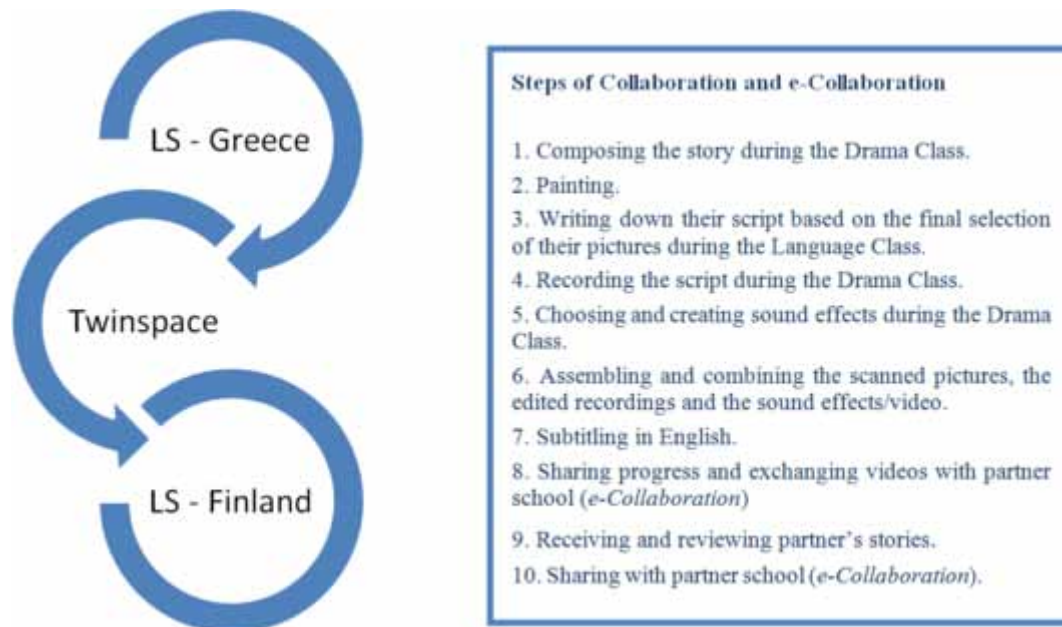 LS - Greece
Twinspace
LS - Finland
Steps of Collaboration and e-Collaboration
1. Composing the story during the Drama Class.
2. Painting.
3. Writing down their script based on the final selection
of their pictures during the Language Class.
4. Recording the script during the Drama Class.
5. Choosing and creating sound effects during the Drama
Class.
6. Assembling and combining the scanned pictures, the
edited recordings and the sound effects/video.
7. Subtitling in English.
8. Sharing progress and exchanging videos with partner
school (e-Collaboration)
9. Receiving and reviewing partner's stories.
10. Sharing with partner school (e-Collaboration).